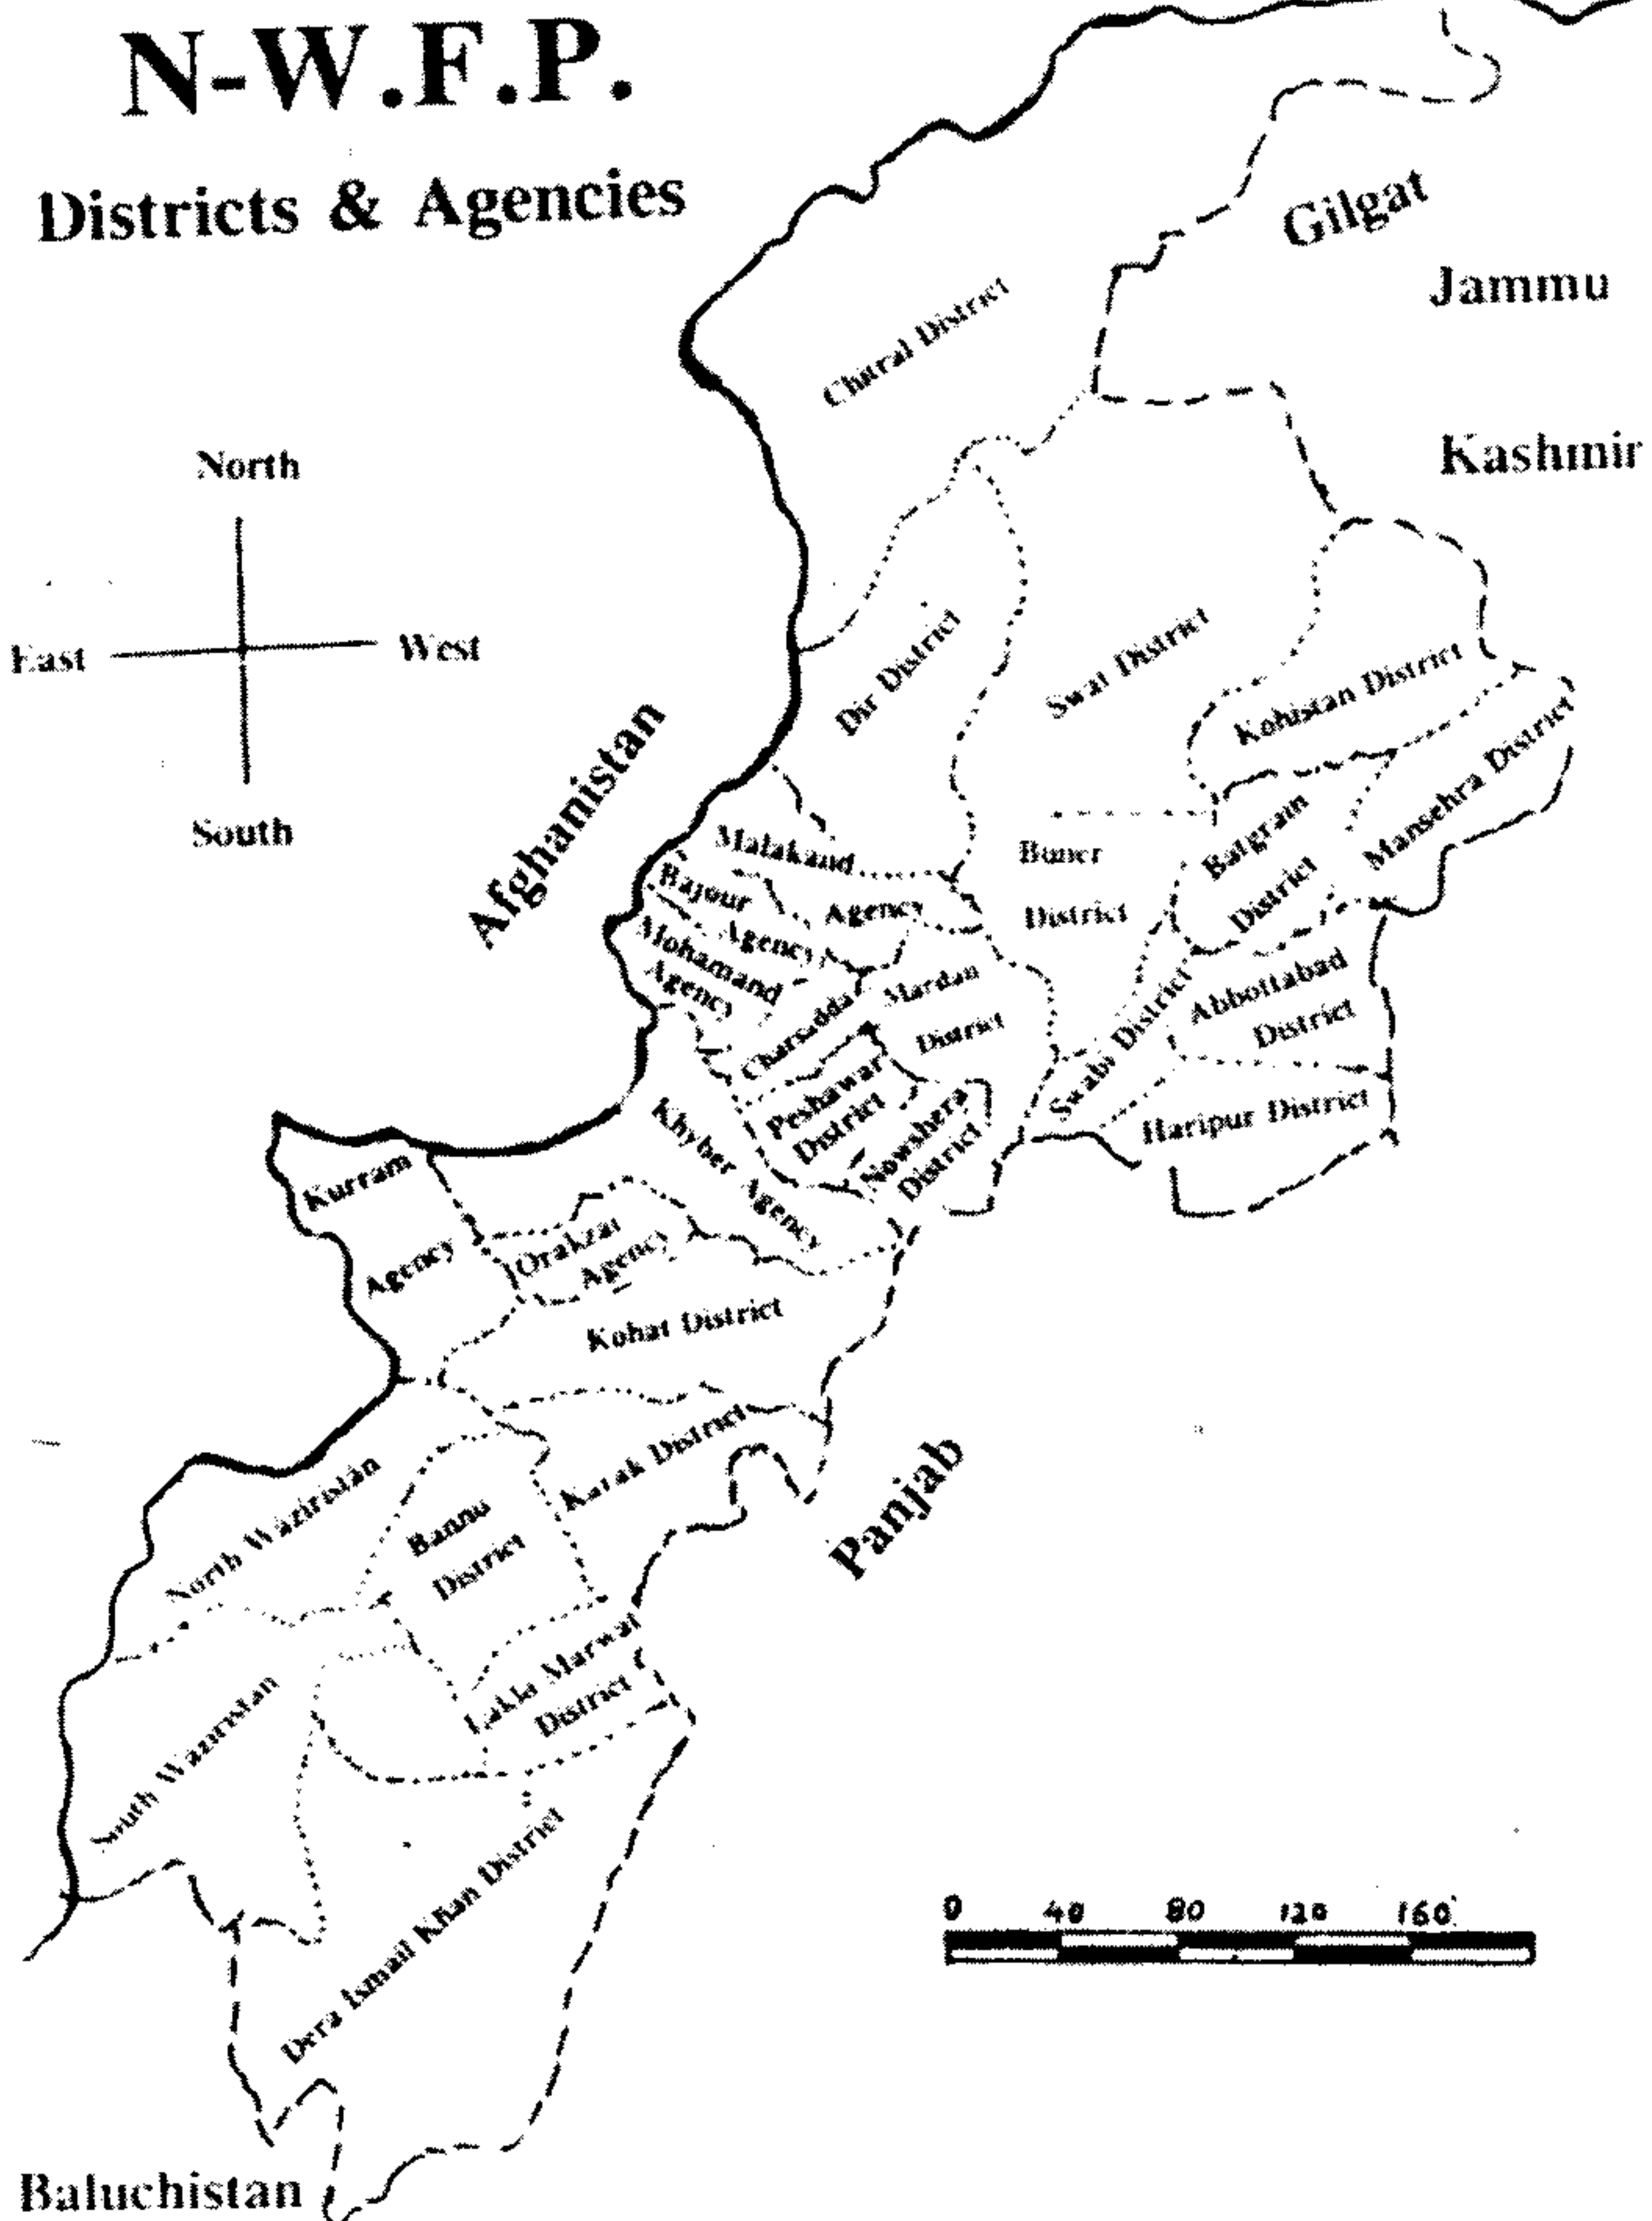 N-W.F.P.
Districts & Agencies
Gilgat
Jammu
Kashmir
Chitral District
North
East
West
South
Afghanistan
Dir District
Swat District
Kohistan District
Mansehra District
Batgram
District
Malakand
Agency
Buner
District
Bajour
Agency
Mohamand
Agency
Charsadda
Mardan
District
Swabi District
Abbottabad
District
Haripur District
Peshawar
District
Nowshera
District
Khyber Agency
Kurram
Agency
Orakzai
Agency
Kohat District
Karak District
Panjab
North Waziristan
Bannu
District
Lakia Marwat
District
South Waziristan
Dera Ismail Khan District
0 40 80 120 160
Baluchistan